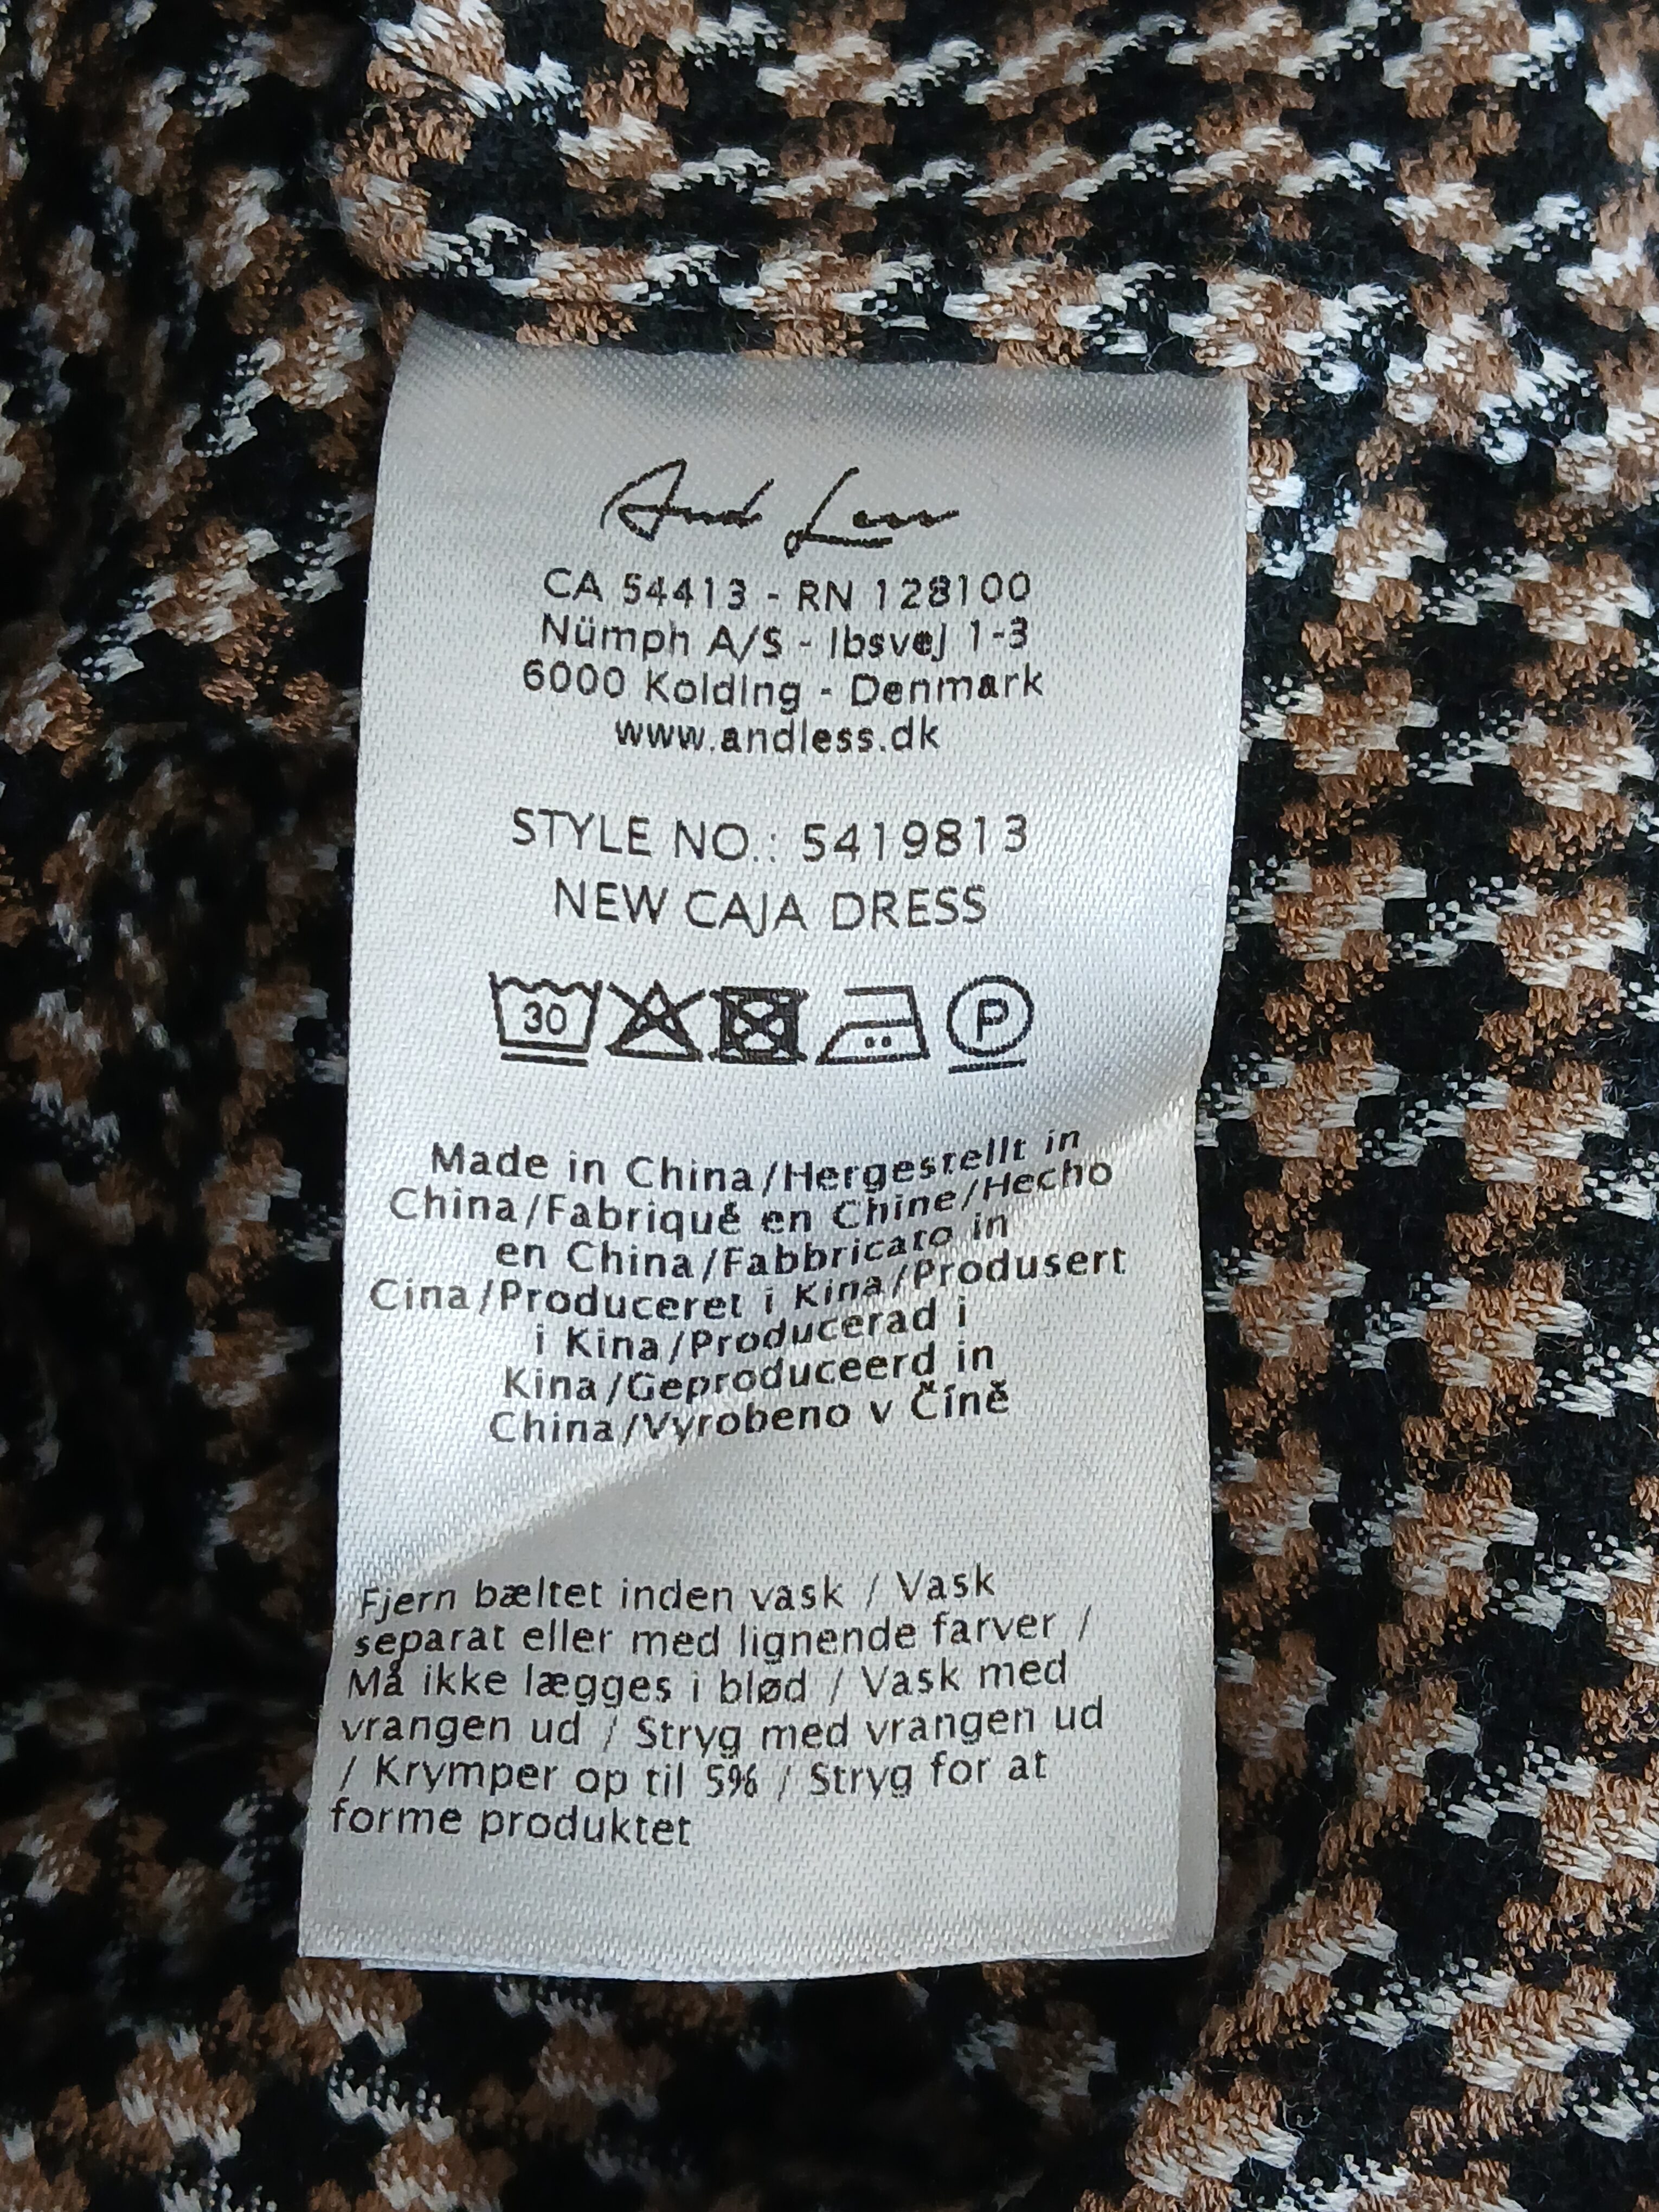 And Less
CA 54413 - RN 128100
Nümph A/S - Ibsvej 1-3
6000 Kolding - Denmark
www.andless.dk
STYLE NO.: 5419813
NEW CAJA DRESS
30 P
Made in China/Hergestellt in
China/Fabriqué en Chine/Hecho
en China/Fabbricato in
Cina/Produceret i Kina/Produsert
i Kina/Producerad i
Kina/Geproduceerd in
China/Vyrobeno v Číně
Fjern bæltet inden vask / Vask
separat eller med lignende farver /
Må ikke lægges i blød / Vask med
vrangen ud / Stryg med vrangen ud
/ Krymper op til 5% / Stryg for at
forme produktet